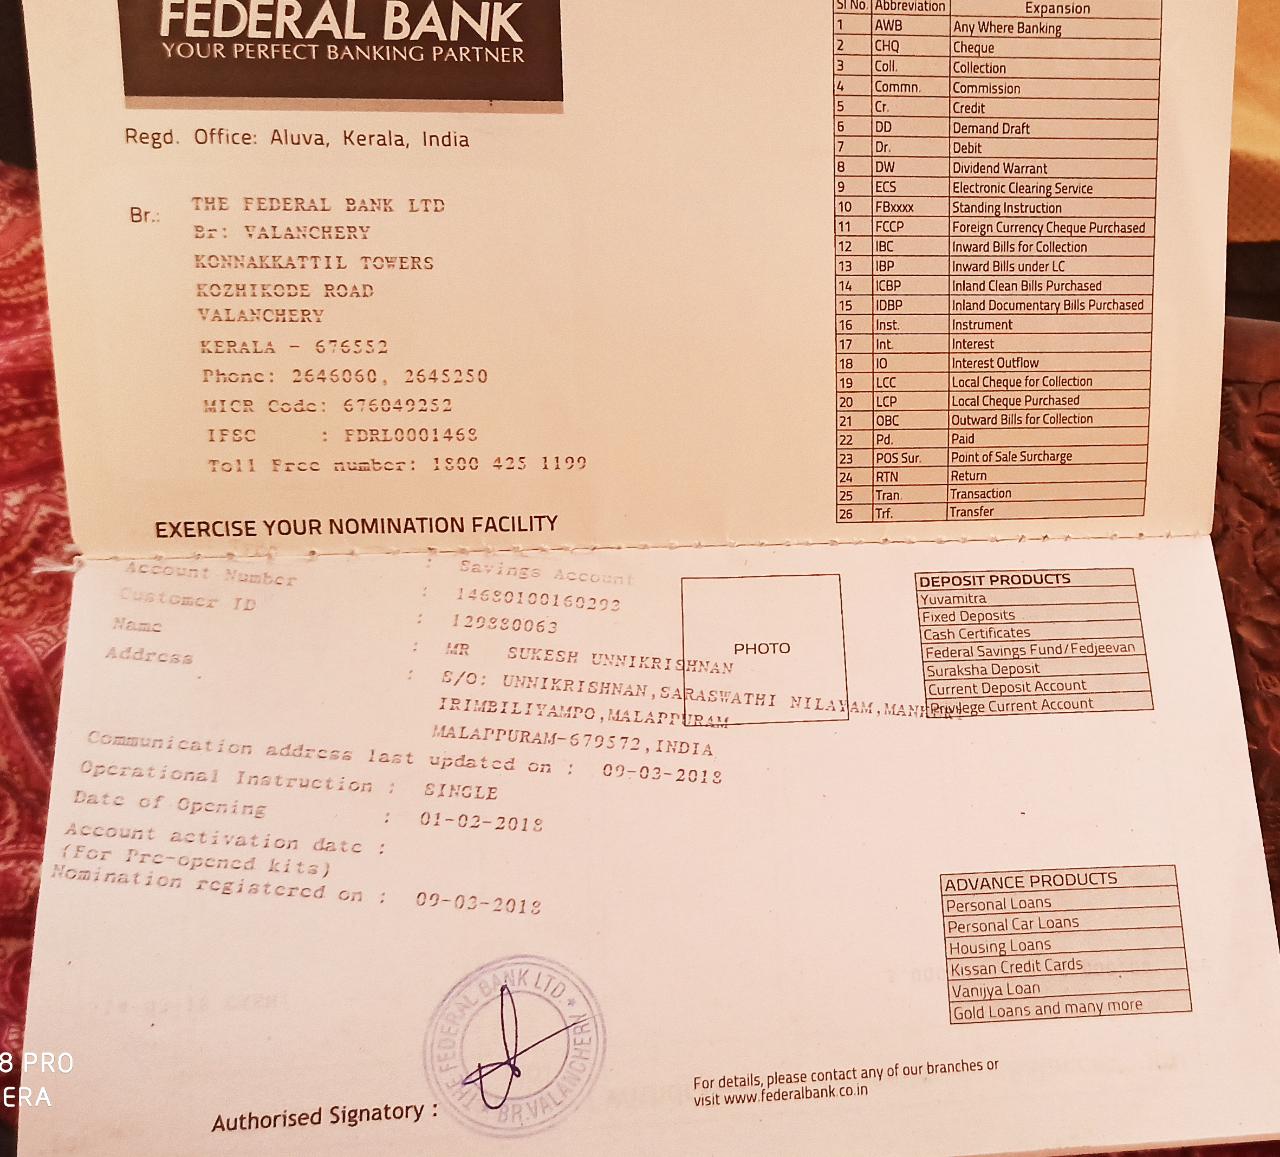 FEDERAL BANK
YOUR PERFECT BANKING PARTNER
Regd. Office: Aluva, Kerala, India
Br.: THE FEDERAL BANK LTD
Br: VALANCHERY
KONNAKKATTIL TOWERS
KOZHIKODE ROAD
VALANCHERY
KERALA - 676552
Phone: 2646060, 2645250
MICR Code: 676049252
IFSC : FDRL0001468
Toll Free number: 1800 425 1199
EXERCISE YOUR NOMINATION FACILITY
Sl No. Abbreviation Expansion
1 AWB Any Where Banking
2 CHQ Cheque
3 Coll. Collection
4 Commn. Commission
5 Cr. Credit
6 DD Demand Draft
7 Dr. Debit
8 DW Dividend Warrant
9 ECS Electronic Clearing Service
10 FBxxxx Standing Instruction
11 FCCP Foreign Currency Cheque Purchased
12 IBC Inward Bills for Collection
13 IBP Inward Bills under LC
14 ICBP Inland Clean Bills Purchased
15 IDBP Inland Documentary Bills Purchased
16 Inst. Instrument
17 Int. Interest
18 IO Interest Outflow
19 LCC Local Cheque for Collection
20 LCP Local Cheque Purchased
21 OBC Outward Bills for Collection
22 Pd. Paid
23 POS Sur. Point of Sale Surcharge
24 RTN Return
25 Tran. Transaction
26 Trf. Transfer
: Savings Account
Account Number : 14680100160293
Customer ID : 129880063
Name : MR SUKESH UNNIKRISHNAN
Address : S/O: UNNIKRISHNAN,SARASWATHI NILAYAM,
IRIMBILIYAMPO,MALAPPURAM
MALAPPURAM-679572,INDIA
Communication address last updated on : 09-03-2018
Operational Instruction : SINGLE
Date of Opening : 01-02-2018
Account activation date :
(For Pre-opened kits)
Nomination registered on : 09-03-2018
PHOTO
DEPOSIT PRODUCTS
Yuvamitra
Fixed Deposits
Cash Certificates
Federal Savings Fund/Fedjeevan
Suraksha Deposit
Current Deposit Account
Privilege Current Account
ADVANCE PRODUCTS
Personal Loans
Personal Car Loans
Housing Loans
Kissan Credit Cards
Vanijya Loan
Gold Loans and many more
THE FEDERAL BANK LTD.
BR.VALANCHERY
Authorised Signatory :
For details, please contact any of our branches or
visit www.federalbank.co.in
8 PRO
ERA